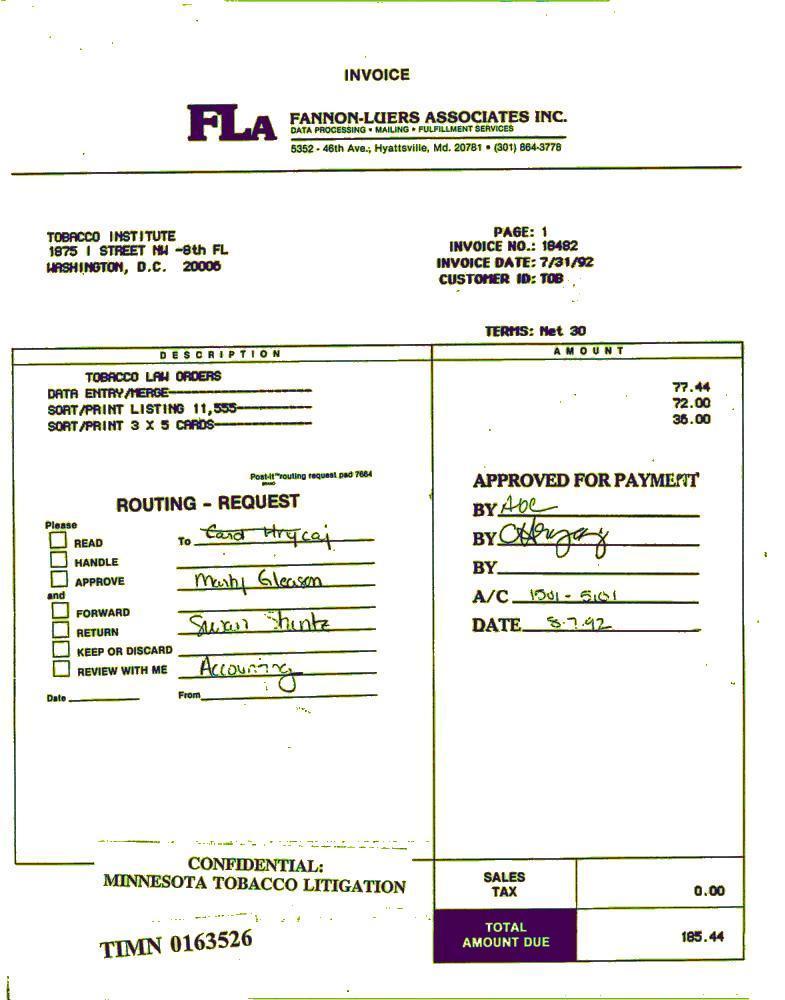 INVOICE
FLA
FANNON-LUERS ASSOCIATES INC.
DATA PROCESSING • MAILING • FULFILLMENT SERVICES
5352 - 46th Ave., Hyattsville, Md. 20781 • (301) 864-3778
TOBACCO INSTITUTE
1875 I STREET NW -8th FL
WASHINGTON, D.C. 20006
PAGE: 1
INVOICE NO.: 18482
INVOICE DATE: 7/31/92
CUSTOMER ID: TOB
TERMS: Net 30
DESCRIPTION AMOUNT
TOBACCO LAW ORDERS
DATA ENTRY/MERGE 77.44
SORT/PRINT LISTING 11,555 72.00
SORT/PRINT 3 X 5 CARDS 36.00
Post-it™routing request pad 7664
ROUTING - REQUEST
Please
READ
HANDLE
APPROVE
and
FORWARD
RETURN
KEEP OR DISCARD
REVIEW WITH ME
Date
To Carol Hrycaj
Marty Gleason
Susan Stuntz
Accounting
From
APPROVED FOR PAYMENT
BY
BY
BY
A/C 1501 - 5101
DATE 8.7.92
CONFIDENTIAL:
MINNESOTA TOBACCO LITIGATION
TIMN 0163526
SALES
TAX 0.00
TOTAL
AMOUNT DUE 185.44